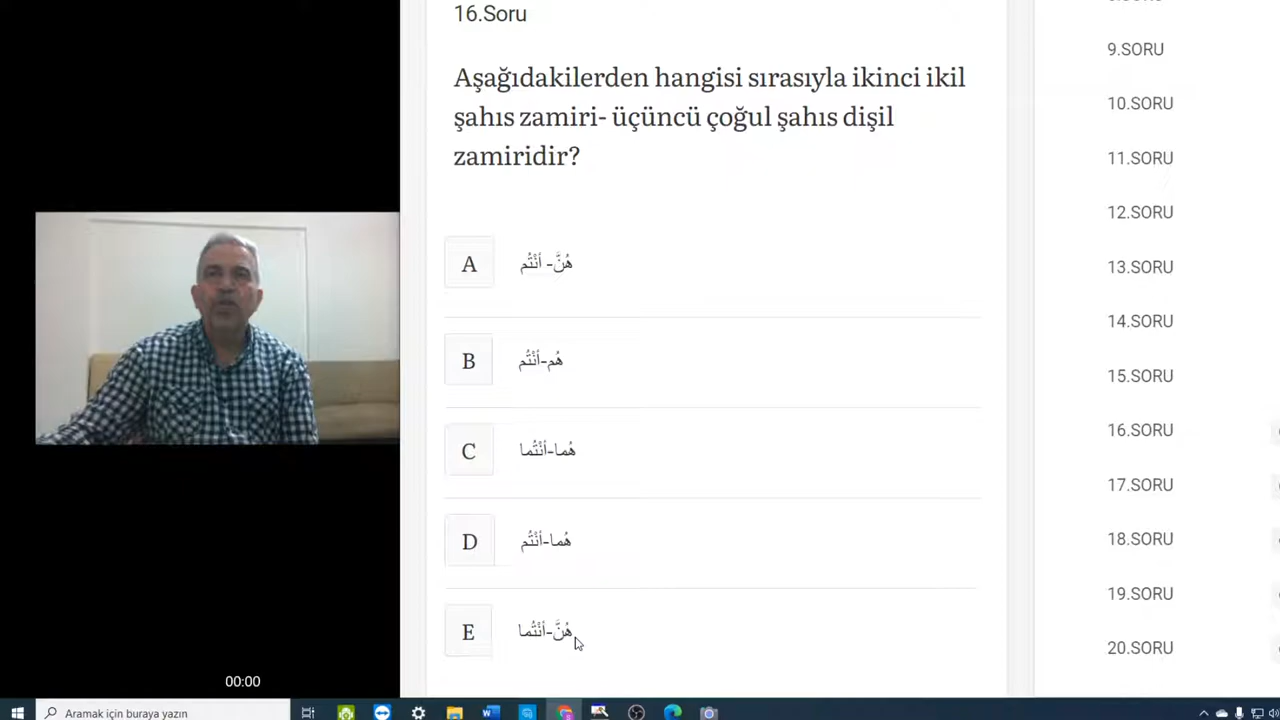 16.Soru
Aşağıdakilerden hangisi sırasıyla ikinci ikil
şahıs zamiri- üçüncü çoğul şahıs dişil
zamiridir?
A هُنَّ- أنْتُم
B هُم-أنْتُم
C هُما-أنْتُما
D هُما-أنْتُم
E هُنَّ-أنْتُما
9.SORU
10.SORU
11.SORU
12.SORU
13.SORU
14.SORU
15.SORU
16.SORU
17.SORU
18.SORU
19.SORU
20.SORU
00:00
Aramak için buraya yazın